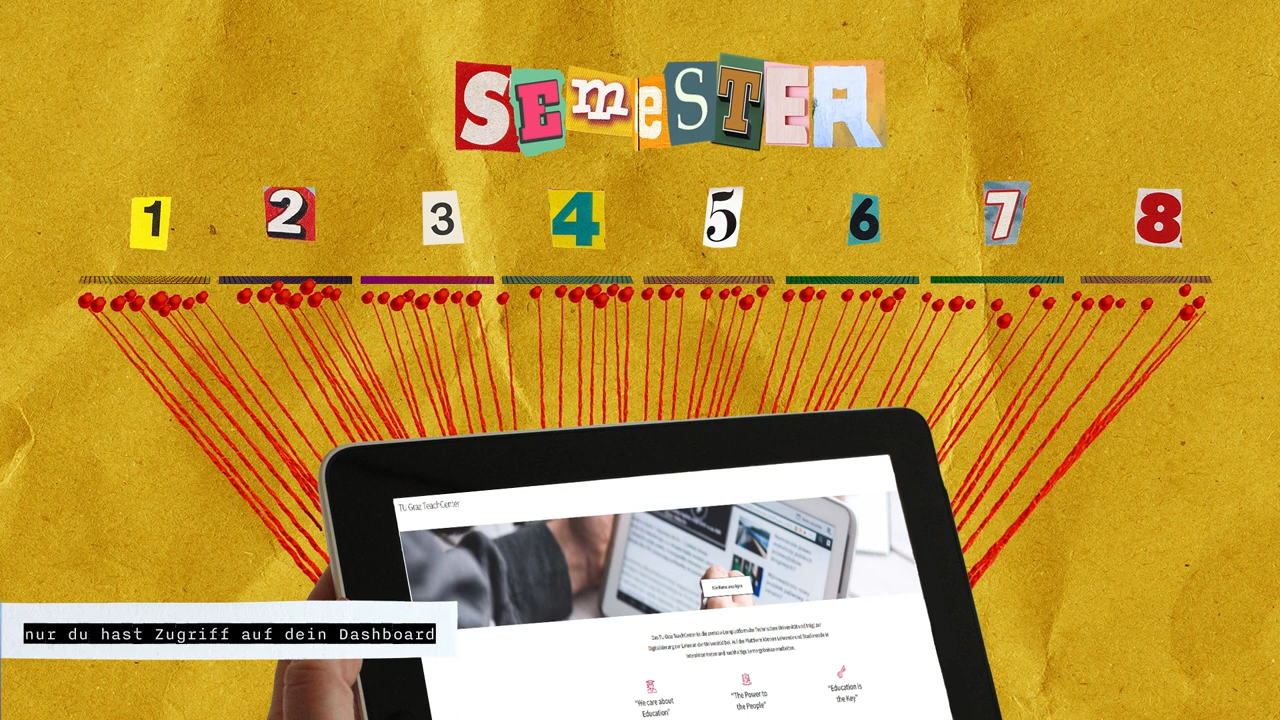 SEmeSTER
1 2 3 4 5 6 7 8
TU Graz TeachCenter
nur du hast Zugriff auf dein Dashboard
"We care about
Education"
"The Power to
the People"
"Education is
the Key"